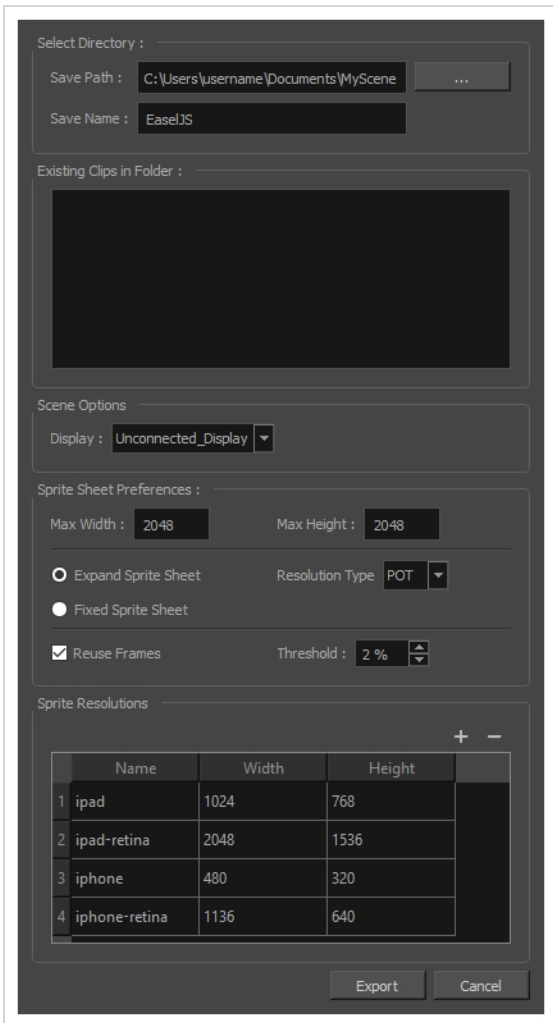 Select Directory :
Save Path : C:\Users\username\Documents\MyScene ...
Save Name : EaselJS
Existing Clips in Folder :
Scene Options
Display : Unconnected_Display
Sprite Sheet Preferences :
Max Width : 2048 Max Height : 2048
Expand Sprite Sheet Resolution Type POT
Fixed Sprite Sheet
Reuse Frames Threshold : 2 %
Sprite Resolutions
+ −
Name Width Height
1 ipad 1024 768
2 ipad-retina 2048 1536
3 iphone 480 320
4 iphone-retina 1136 640
Export Cancel